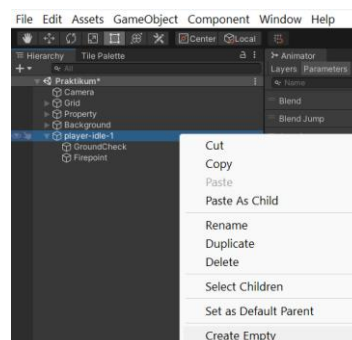 File Edit Assets GameObject Component Window Help
Center Local
Hierarchy Tile Palette
Animator
Layers Parameters
All
Name
Praktikum*
Camera
Grid
Property
Background
player-idle-1
GroundCheck
Firepoint
Blend
Blend Jump
Cut
Copy
Paste
Paste As Child
Rename
Duplicate
Delete
Select Children
Set as Default Parent
Create Empty